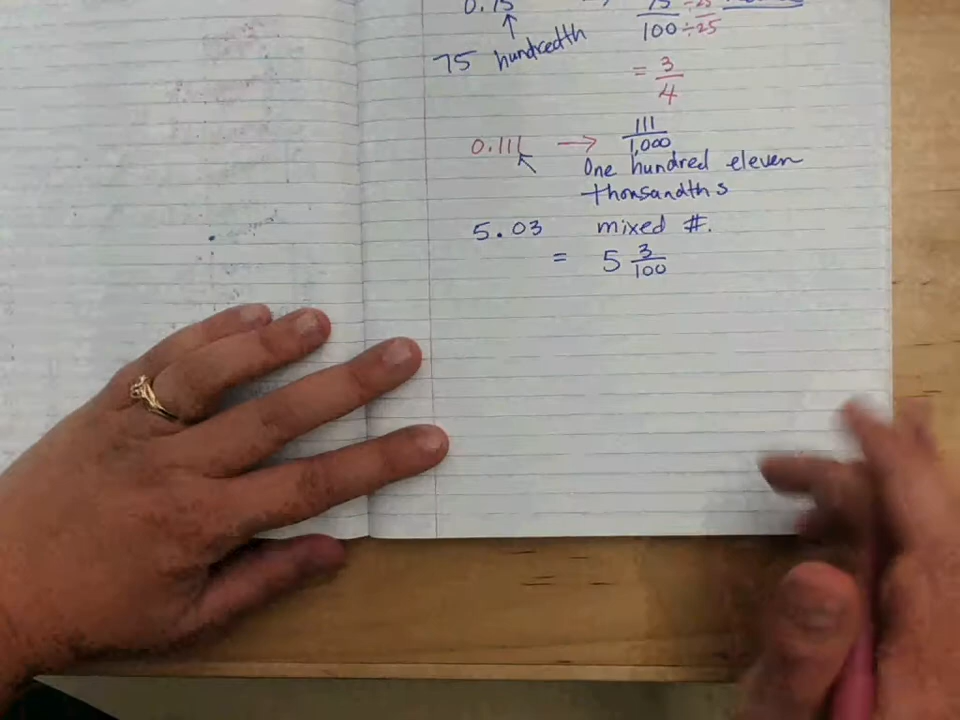 0.75 → 75/100 ÷25/÷25
75 hundredth
= 3/4
0.111 → 111/1,000
One hundred eleven
thousandths
5.03 mixed #.
= 5 3/100